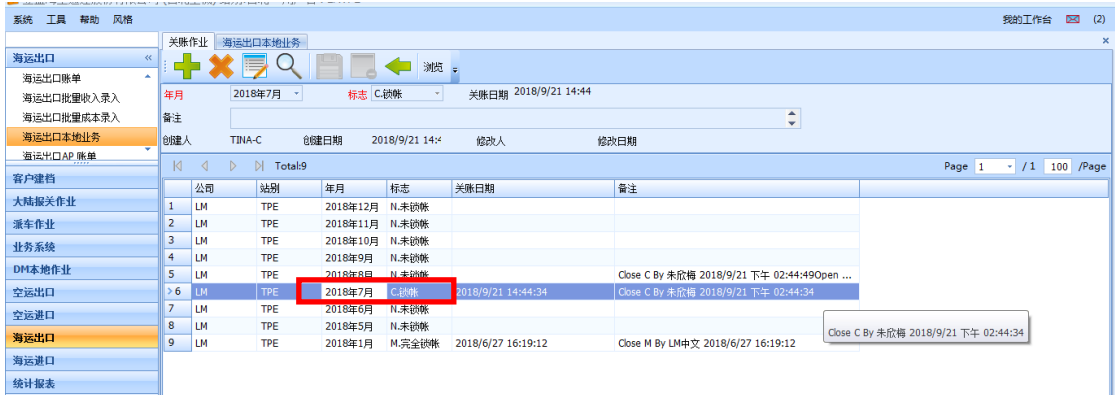 系统 工具 帮助 风格 我的工作台 (2)
关账作业 海运出口本地业务 ×
海运出口 «
海运出口账单
海运出口批量收入录入
海运出口批量成本录入
海运出口本地业务
海运出口AP 账单
客户建档
大陆报关作业
派车作业
业务系统
DM本地作业
空运出口
空运进口
海运出口
海运进口
统计报表
浏览
年月 2018年7月 标志 C.锁帐 关账日期 2018/9/21 14:44
备注
创建人 TINA-C 创建日期 2018/9/21 14:4 修改人 修改日期
Total:9 Page 1 / 1 100 /Page
公司 站别 年月 标志 关账日期 备注
1 LM TPE 2018年12月 N.未锁帐
2 LM TPE 2018年11月 N.未锁帐
3 LM TPE 2018年10月 N.未锁帐
4 LM TPE 2018年9月 N.未锁帐
5 LM TPE 2018年8月 N.未锁帐 Close C By 朱欣梅 2018/9/21 下午 02:44:49Open ...
>6 LM TPE 2018年7月 C.锁帐 2018/9/21 14:44:34 Close C By 朱欣梅 2018/9/21 下午 02:44:34
7 LM TPE 2018年6月 N.未锁帐
8 LM TPE 2018年5月 N.未锁帐
9 LM TPE 2018年1月 M.完全锁帐 2018/6/27 16:19:12 Close M By LM中文 2018/6/27 16:19:12
Close C By 朱欣梅 2018/9/21 下午 02:44:34